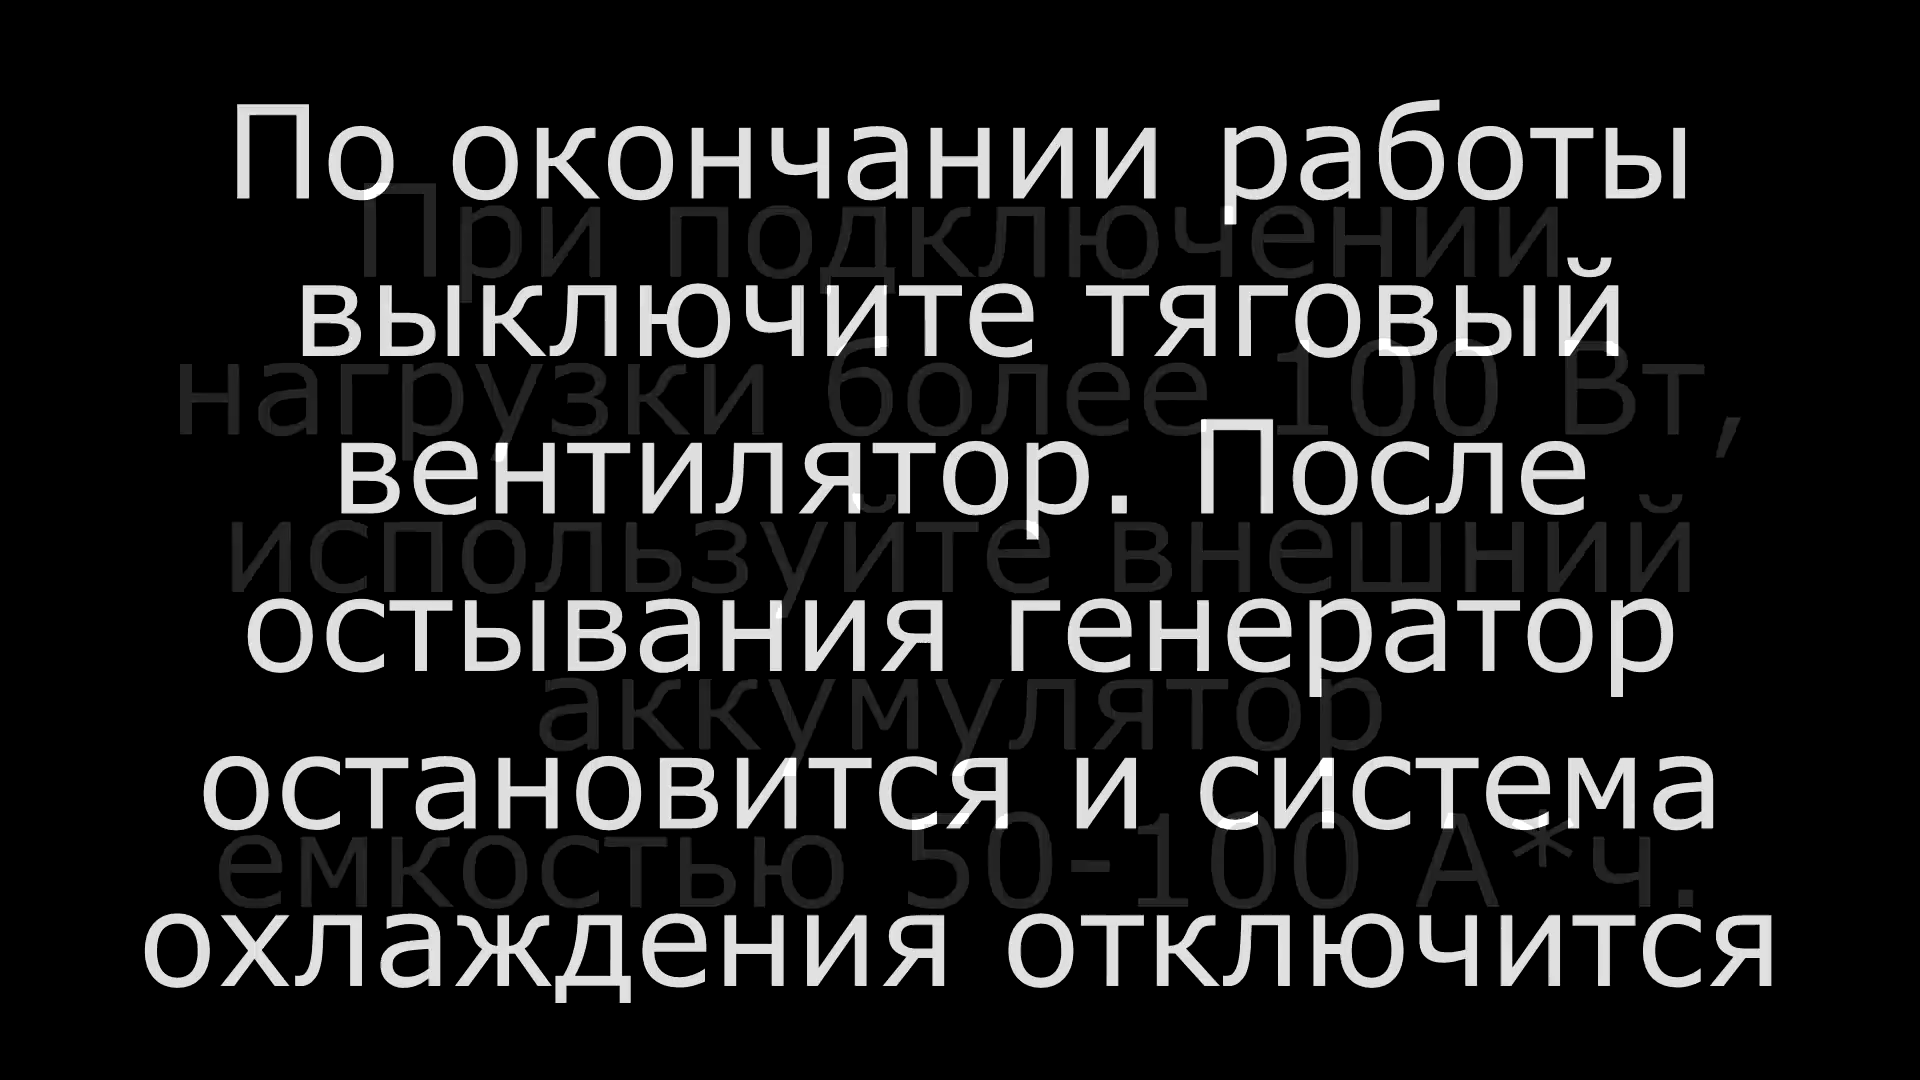 По окончании работы
выключите тяговый
вентилятор. После
остывания генератор
остановится и система
охлаждения отключится
При подключении
нагрузки более 100 Вт,
используйте внешний
аккумулятор
емкостью 50-100 А*ч.